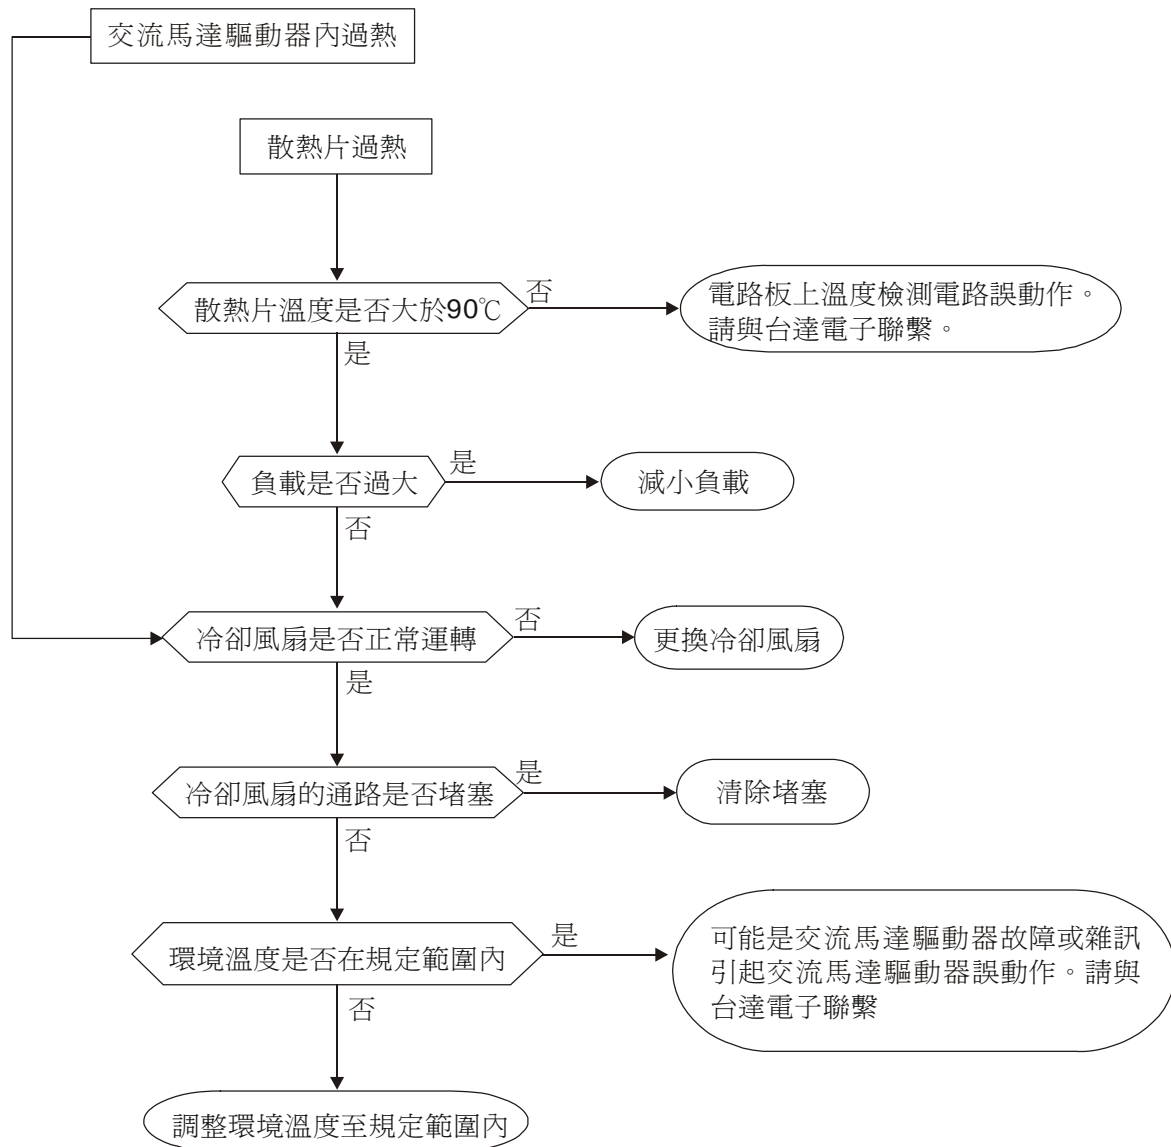 交流馬達驅動器內過熱
散熱片過熱
散熱片溫度是否大於90℃
否
電路板上溫度檢測電路誤動作。
請與台達電子聯繫。
是
負載是否過大
是
減小負載
否
冷卻風扇是否正常運轉
否
更換冷卻風扇
是
冷卻風扇的通路是否堵塞
是
清除堵塞
否
環境溫度是否在規定範圍內
是
可能是交流馬達驅動器故障或雜訊
引起交流馬達驅動器誤動作。請與
台達電子聯繫
否
調整環境溫度至規定範圍內